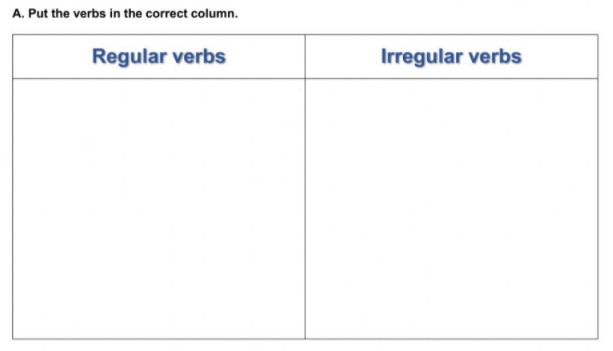 A. Put the verbs in the correct column.
Regular verbs Irregular verbs